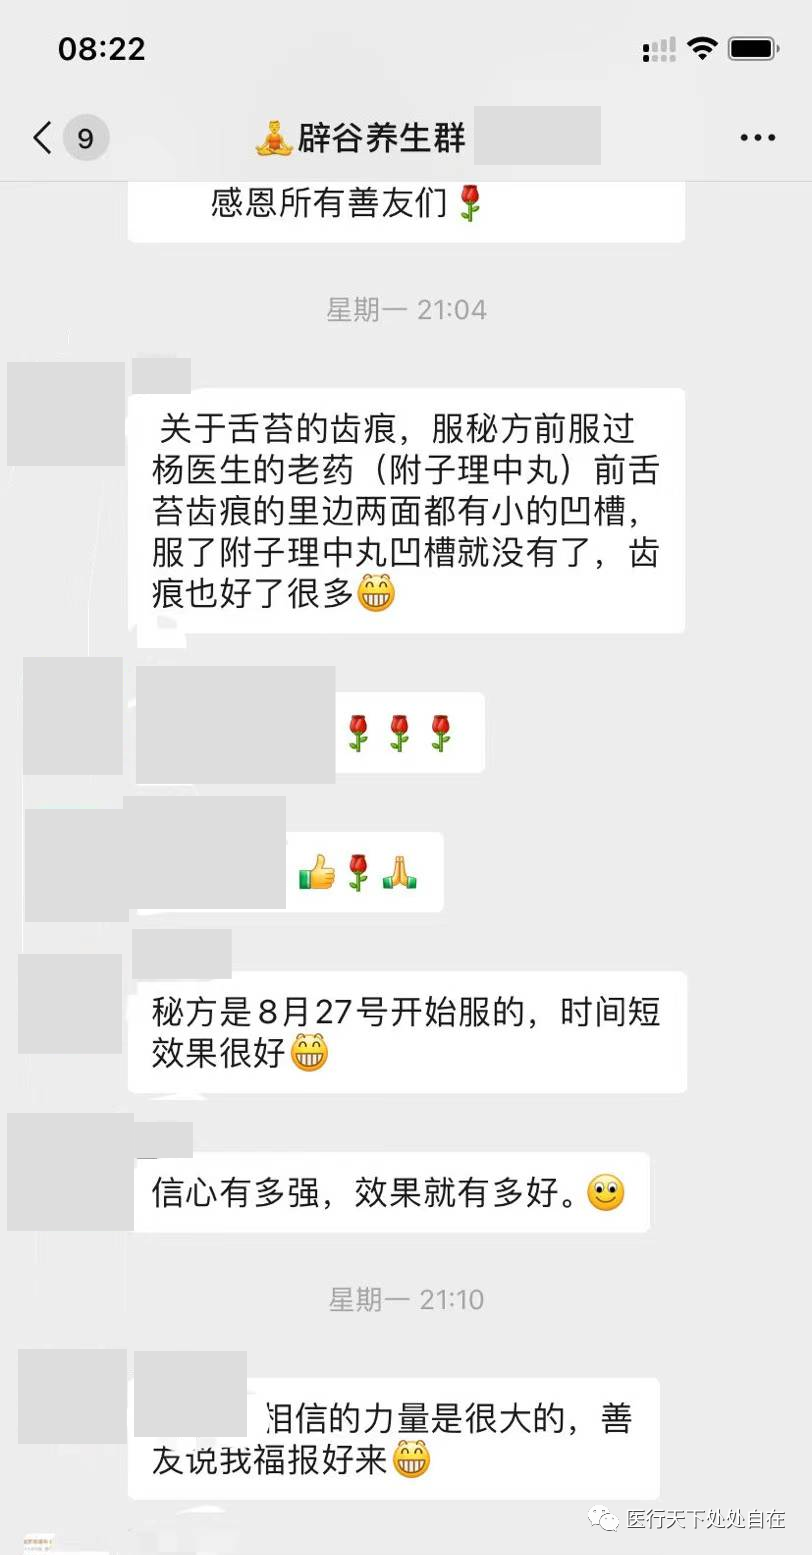 08:22
9
辟谷养生群
感恩所有善友们🌹
星期一 21:04
关于舌苔的齿痕，服秘方前服过
杨医生的老药（附子理中丸）前舌
苔齿痕的里边两面都有小的凹槽，
服了附子理中丸凹槽就没有了，齿
痕也好了很多😁
🌹🌹🌹
👍🌹🙏
秘方是8月27号开始服的，时间短
效果很好😁
信心有多强，效果就有多好。🙂
星期一 21:10
相信的力量是很大的，善
友说我福报好来😁
医行天下处处自在